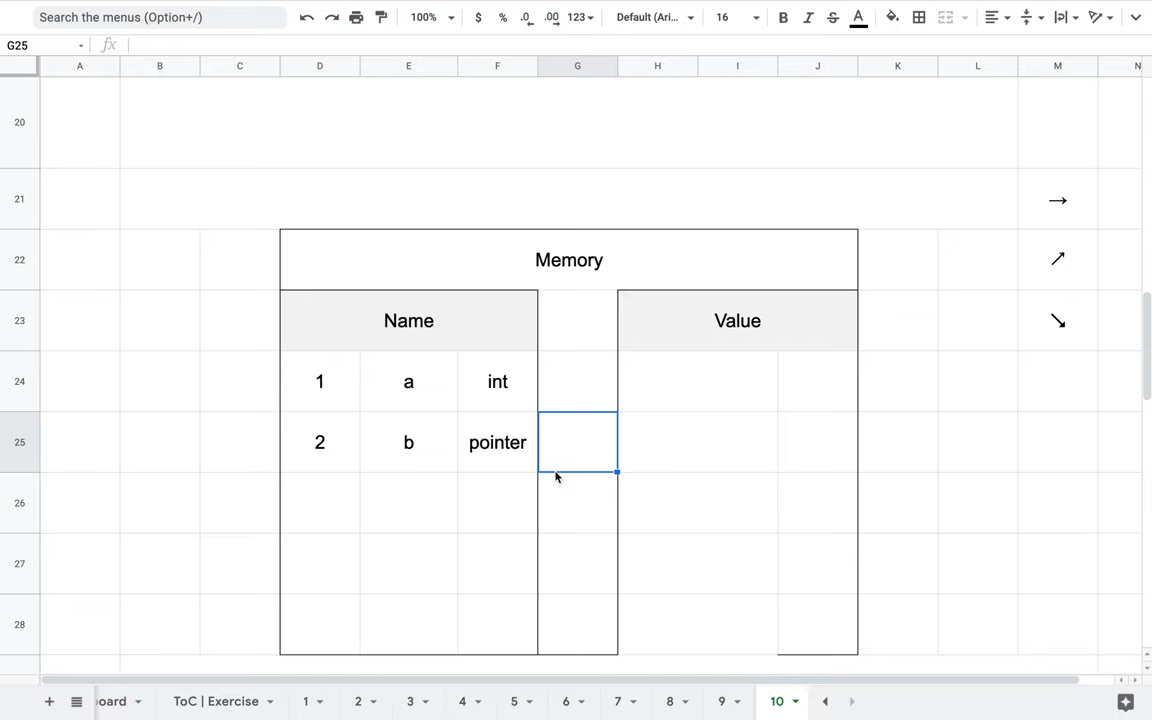 Search the menus (Option+/) 100% $ % .0 .00 123 Default (Ari... 16 B I S A
G25 fx
A B C D E F G H I J K L M N
20
21 →
22 Memory ↗
23 Name Value ↘
24 1 a int
25 2 b pointer
26
27
28
+ board ToC | Exercise 1 2 3 4 5 6 7 8 9 10